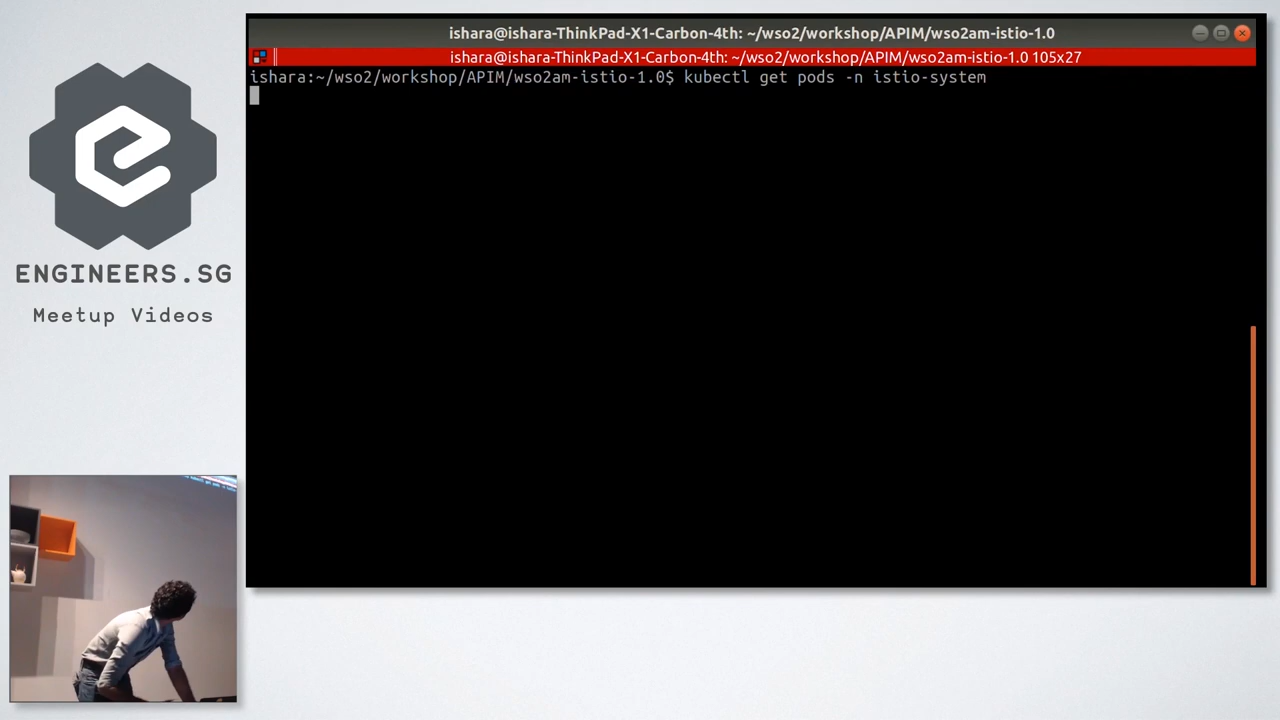 ishara@ishara-ThinkPad-X1-Carbon-4th: ~/wso2/workshop/APIM/wso2am-istio-1.0
ishara@ishara-ThinkPad-X1-Carbon-4th: ~/wso2/workshop/APIM/wso2am-istio-1.0 105x27
ishara:~/wso2/workshop/APIM/wso2am-istio-1.0$ kubectl get pods -n istio-system
ENGINEERS.SG
Meetup Videos